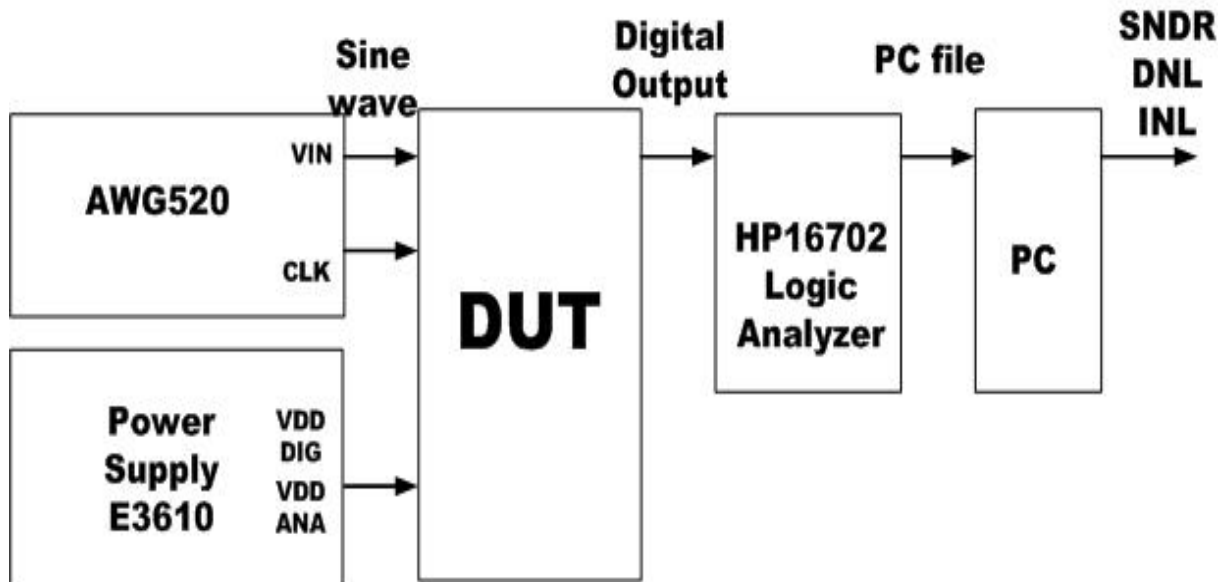 Sine
wave
Digital
Output
PC file
SNDR
DNL
INL
VIN
AWG520
CLK
DUT
HP16702
Logic
Analyzer
PC
Power
Supply
E3610
VDD
DIG
VDD
ANA